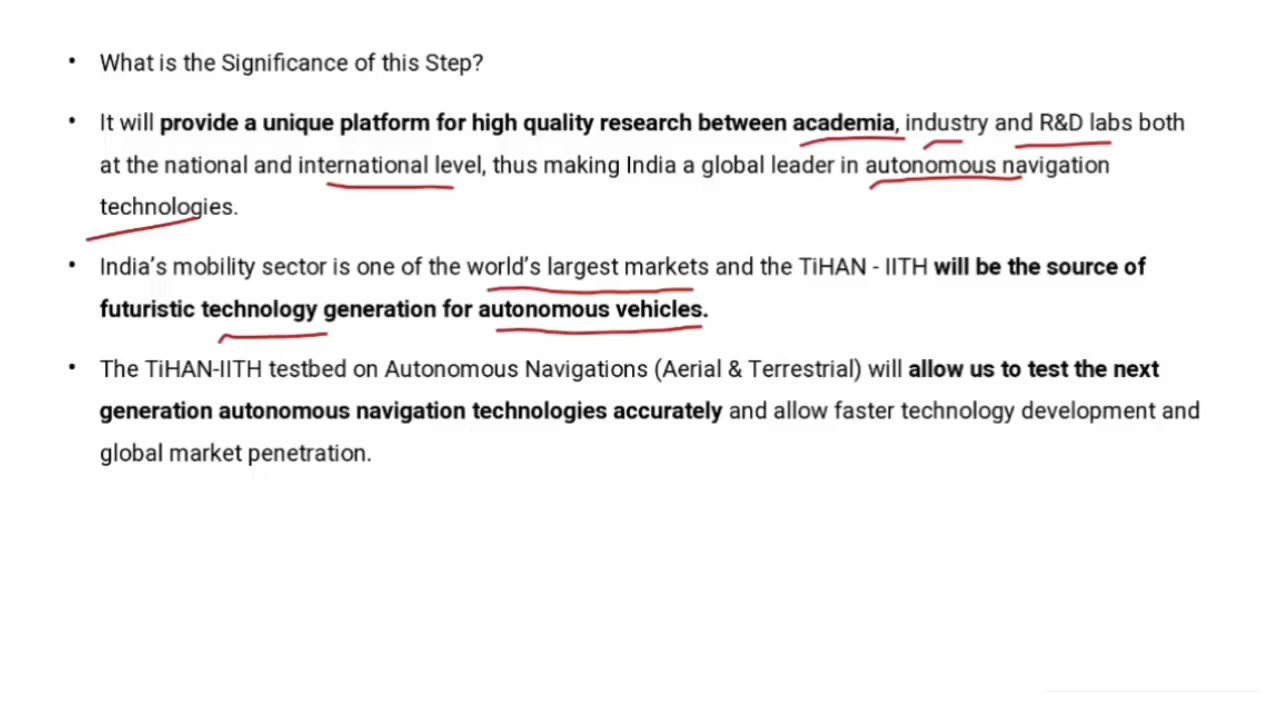 • What is the Significance of this Step?
• It will provide a unique platform for high quality research between academia, industry and R&D labs both
at the national and international level, thus making India a global leader in autonomous navigation
technologies.
• India's mobility sector is one of the world's largest markets and the TiHAN - IITH will be the source of
futuristic technology generation for autonomous vehicles.
• The TiHAN-IITH testbed on Autonomous Navigations (Aerial & Terrestrial) will allow us to test the next
generation autonomous navigation technologies accurately and allow faster technology development and
global market penetration.